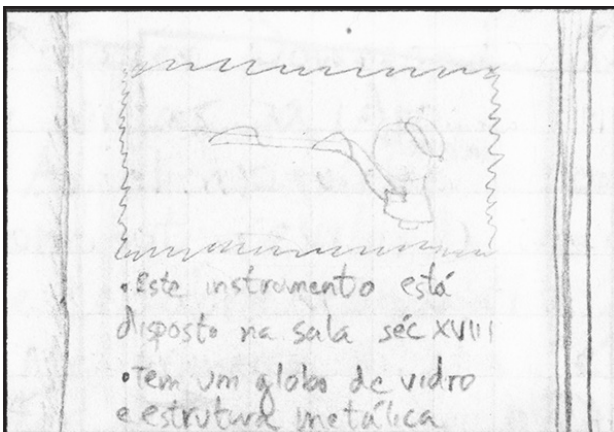 • Este instrumento está
disposto na sala séc XVIII
• tem um globo de vidro
e estrutura metálica